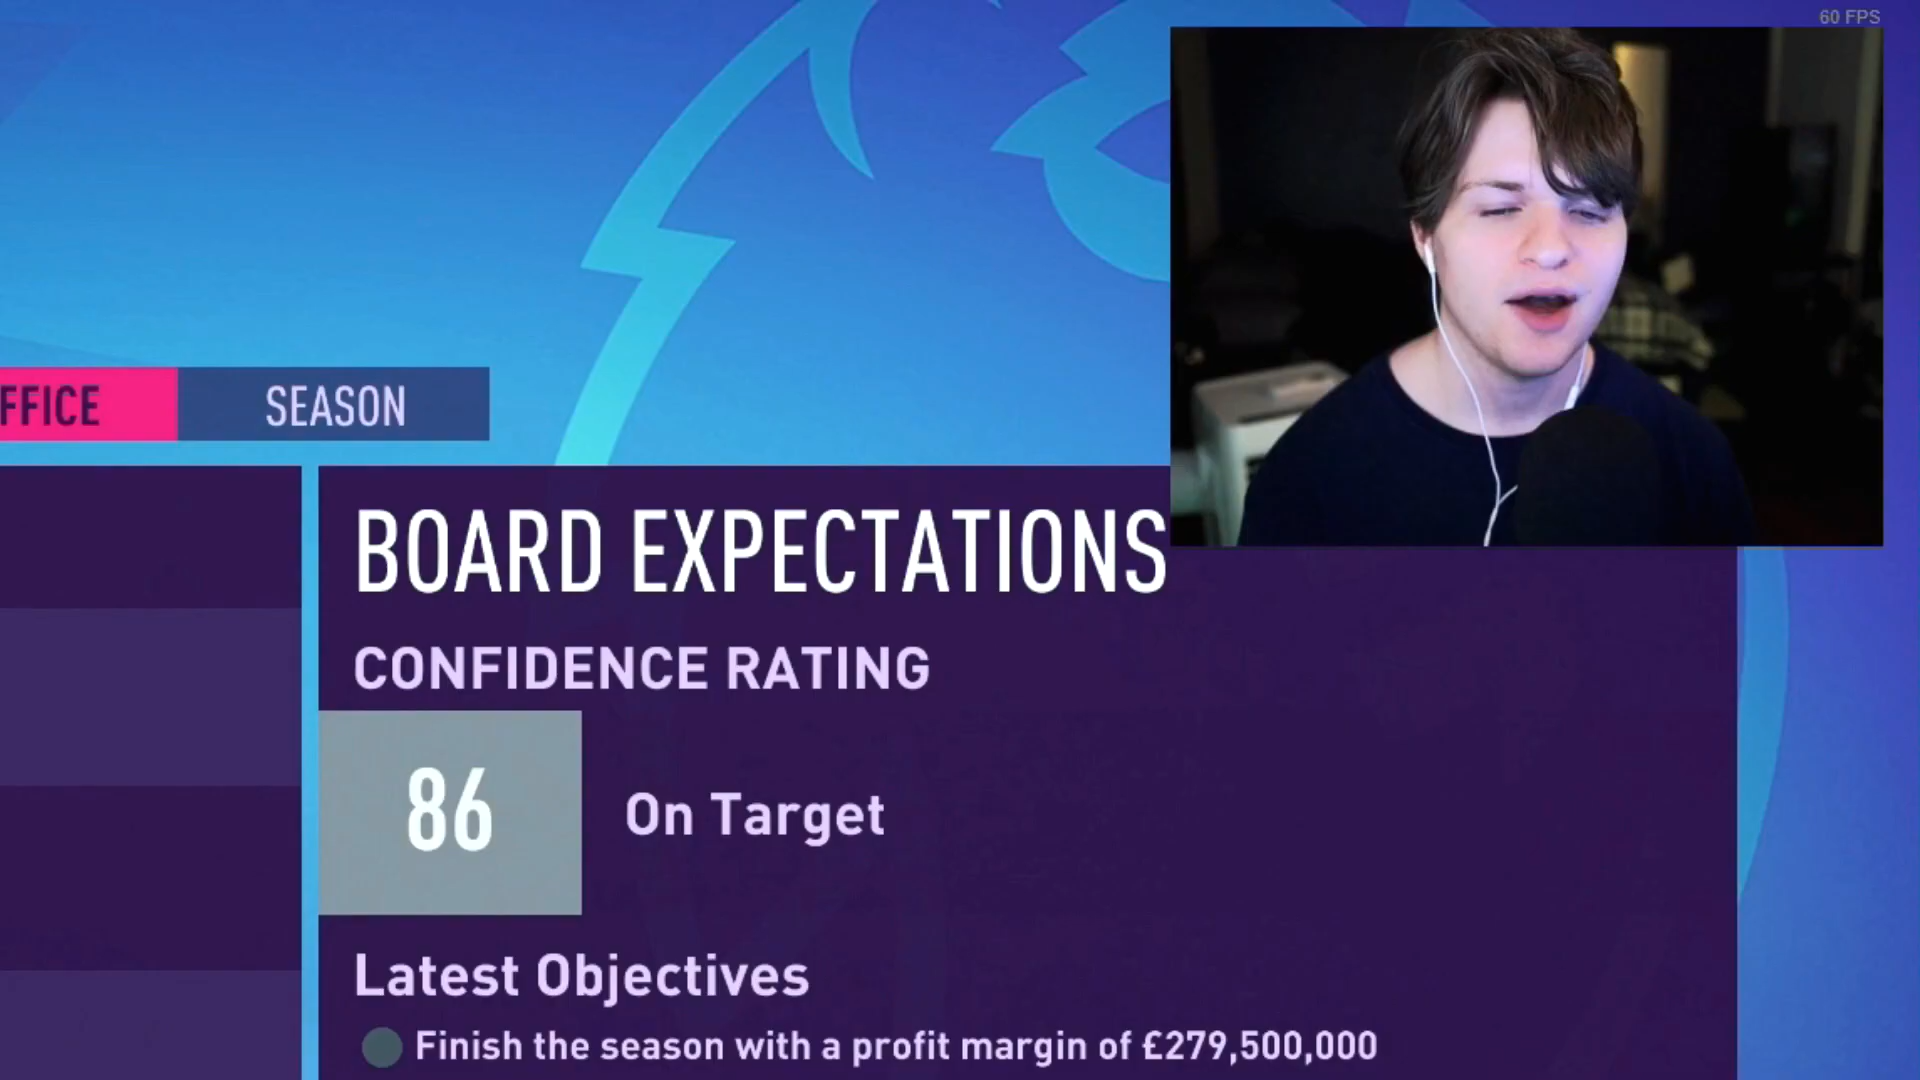 60 FPS
FFICE
SEASON
BOARD EXPECTATIONS
CONFIDENCE RATING
86
On Target
Latest Objectives
Finish the season with a profit margin of £279,500,000